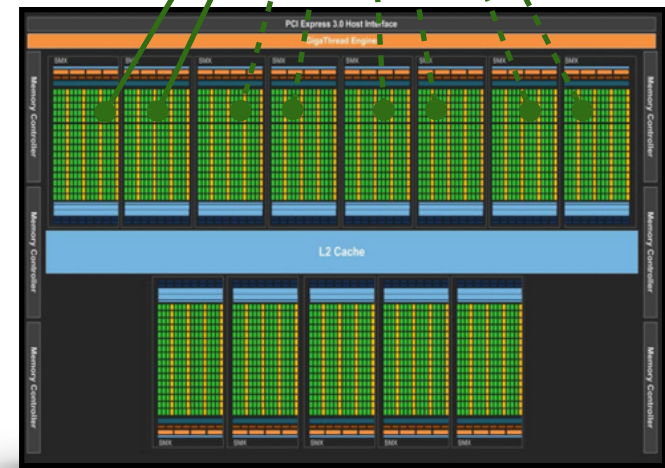 PCI Express 3.0 Host Interface
GigaThread Engine
SMX SMX SMX SMX SMX SMX SMX SMX
Memory Controller
Memory Controller
L2 Cache
Memory Controller
Memory Controller
Memory Controller
Memory Controller
SMX SMX SMX SMX SMX